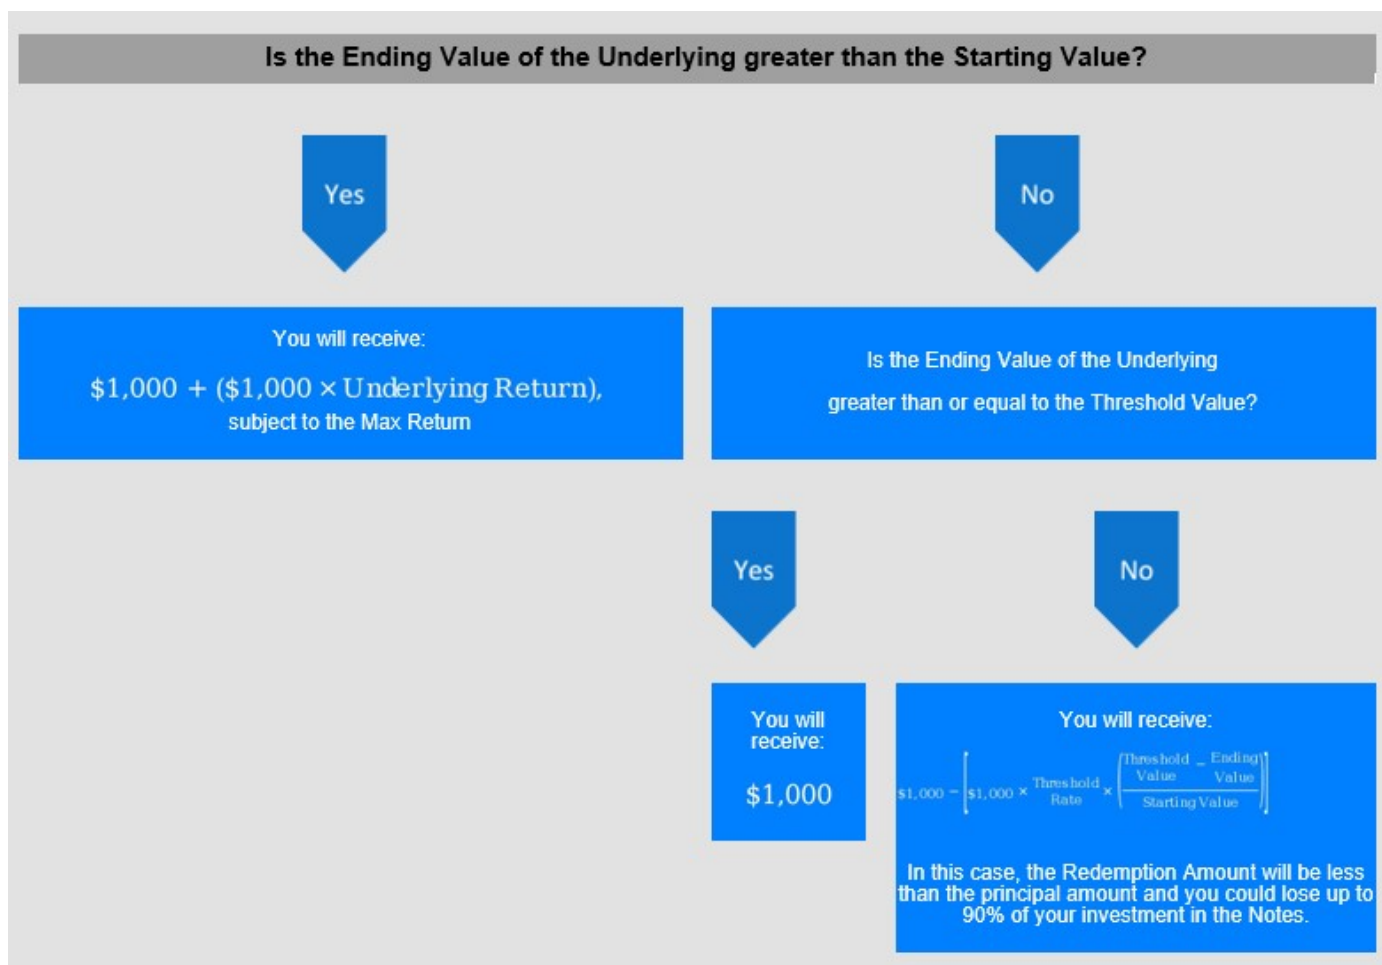 Is the Ending Value of the Underlying greater than the Starting Value?
Yes
No
You will receive:
$1,000 + ($1,000 × Underlying Return),
subject to the Max Return
Is the Ending Value of the Underlying
greater than or equal to the Threshold Value?
Yes
No
You will
receive:
$1,000
You will receive:
Threshold – Ending
Value Value
$1,000 – [$1,000 × Threshold Rate × ( )]
Starting Value
In this case, the Redemption Amount will be less
than the principal amount and you could lose up to
90% of your investment in the Notes.